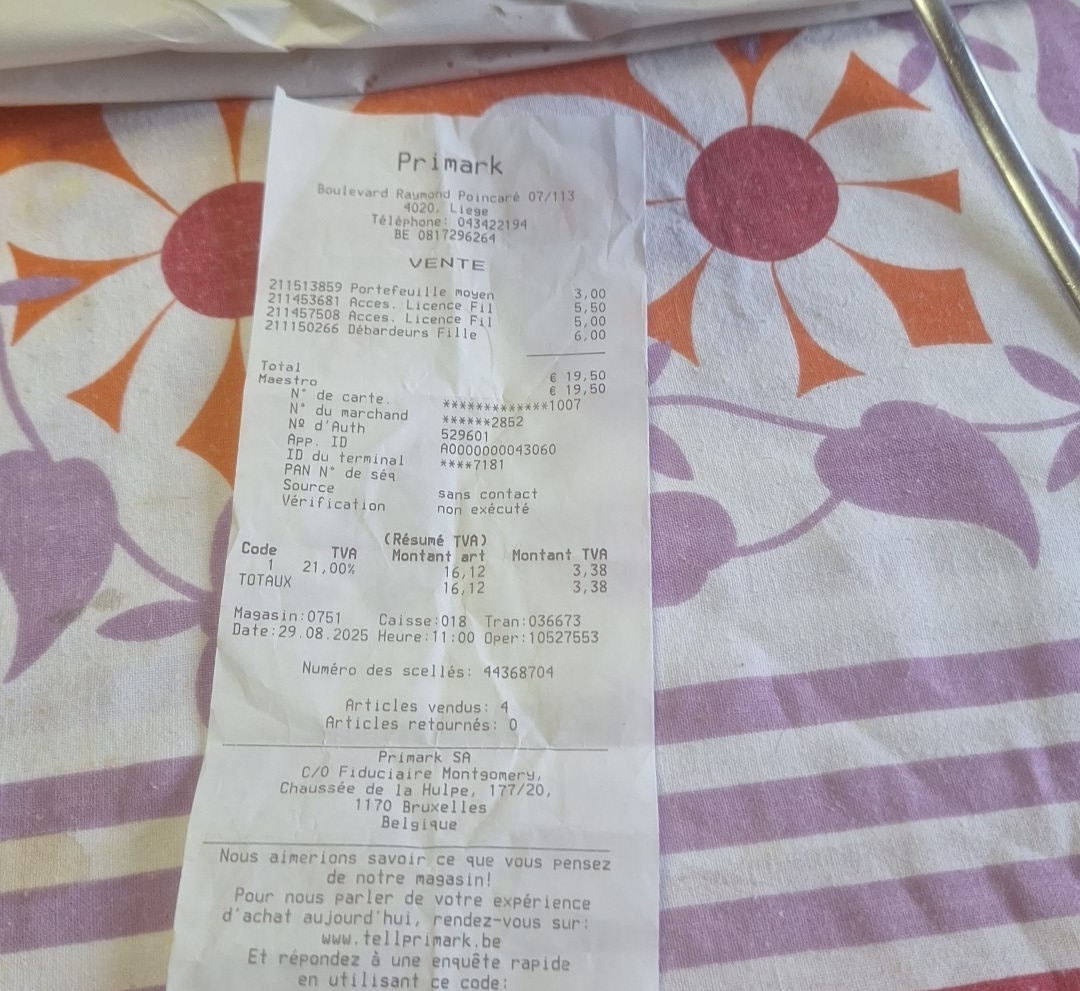 Primark
Boulevard Raymond Poincaré 07/113
4020, Liege
Téléphone: 043422194
BE 0817296264
VENTE
211513859 Portefeuille moyen 3,00
211453681 Acces. Licence Fil 5,50
211457508 Acces. Licence Fil 5,00
211150266 Débardeurs Fille 6,00
Total € 19,50
Maestro € 19,50
N° de carte. *************1007
N° du marchand ******2852
Nº d'Auth 529601
App. ID A0000000043060
ID du terminal ****7181
PAN N° de séq
Source sans contact
Vérification non exécuté
(Résumé TVA)
Code TVA Montant art Montant TVA
1 21,00% 16,12 3,38
TOTAUX 16,12 3,38
Magasin:0751 Caisse:018 Tran:036673
Date:29.08.2025 Heure:11:00 Oper:10527553
Numéro des scellés: 44368704
Articles vendus: 4
Articles retournés: 0
Primark SA
C/O Fiduciaire Montgomery,
Chaussée de la Hulpe, 177/20,
1170 Bruxelles
Belgique
Nous aimerions savoir ce que vous pensez
de notre magasin!
Pour nous parler de votre expérience
d'achat aujourd'hui, rendez-vous sur:
www.tellprimark.be
Et répondez à une enquête rapide
en utilisant ce code: